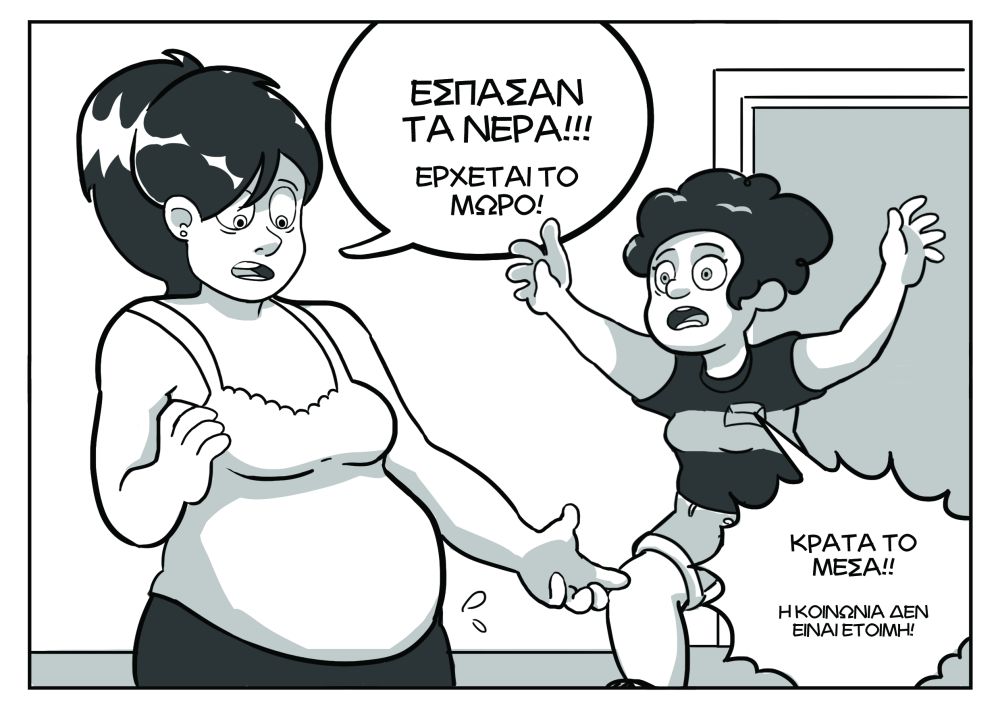 ΕΣΠΑΣΑΝ
ΤΑ ΝΕΡΑ!!!
ΕΡΧΕΤΑΙ ΤΟ
ΜΩΡΟ!
ΚΡΑΤΑ ΤΟ
ΜΕΣΑ!!
Η ΚΟΙΝΩΝΙΑ ΔΕΝ
ΕΙΝΑΙ ΕΤΟΙΜΗ!